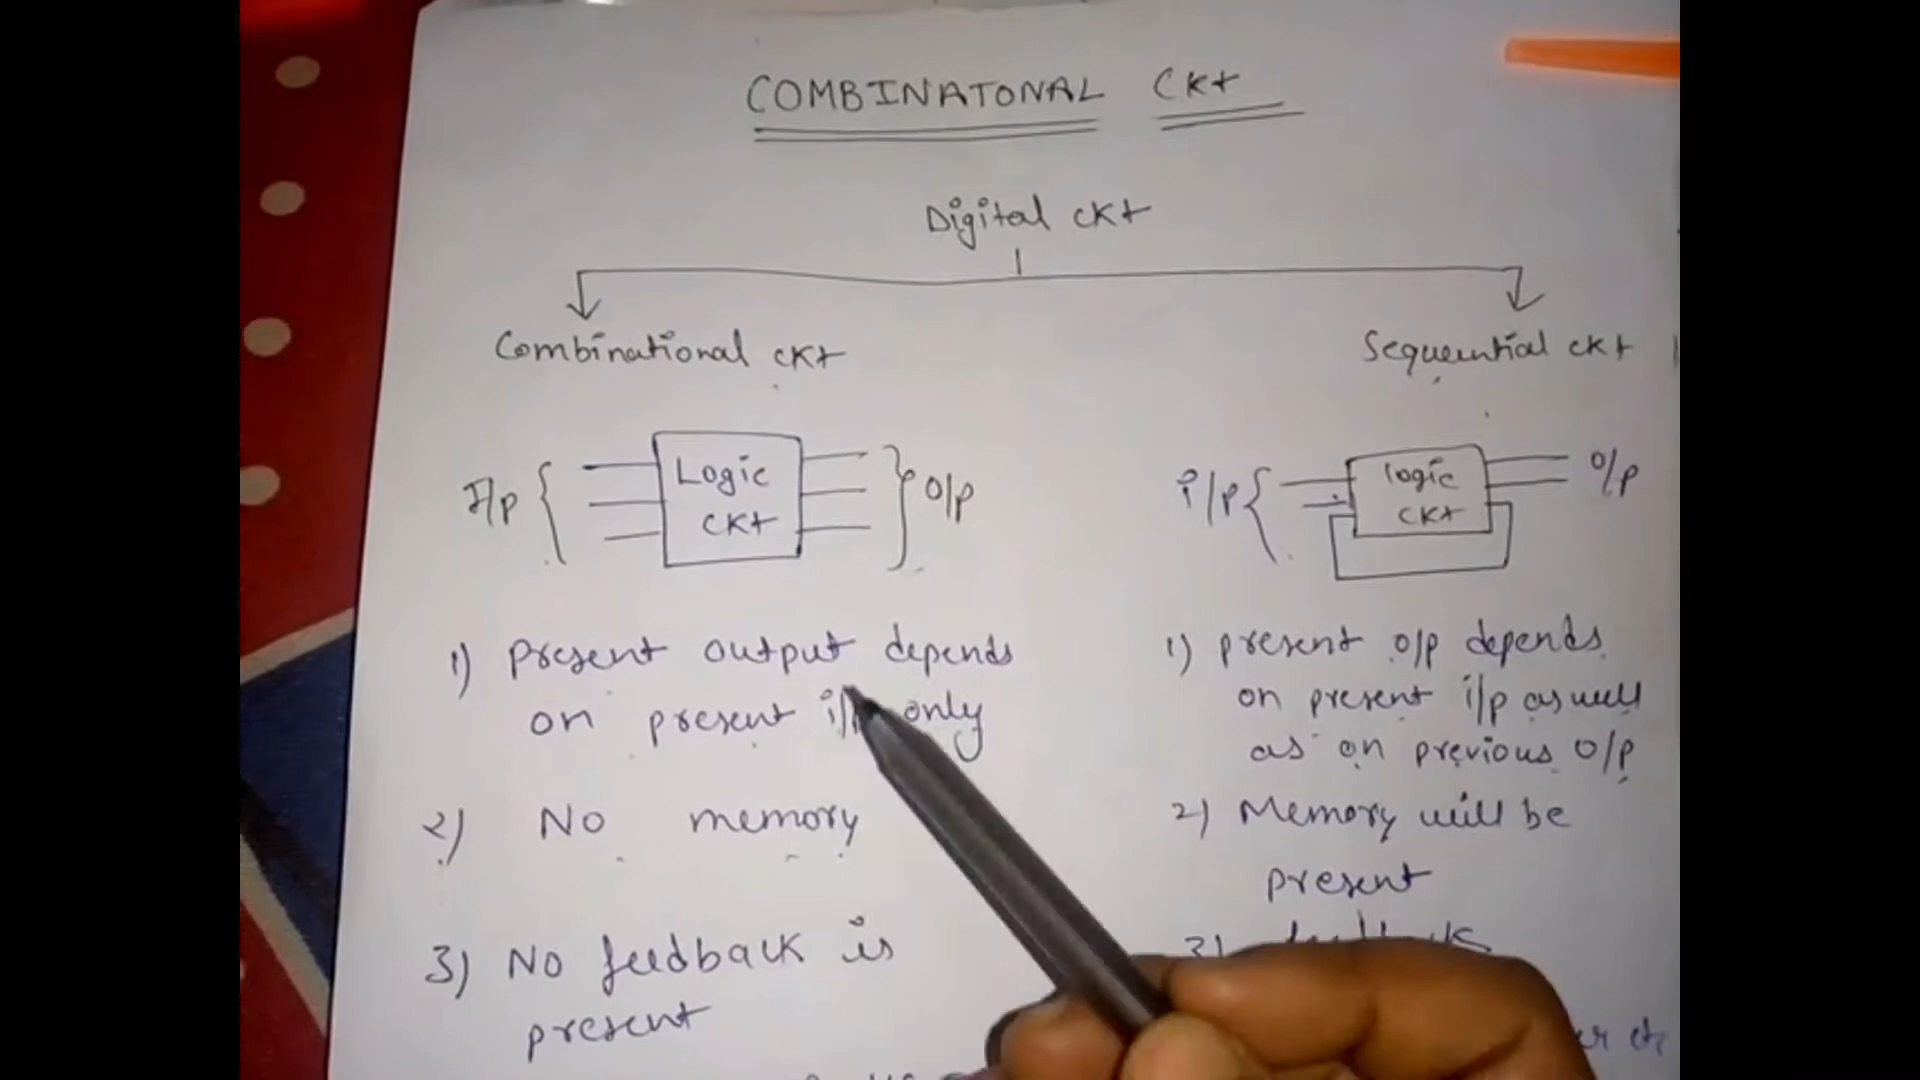 COMBINATONAL CKt
Digital CKt
Combinational CKt
Sequential CKt
I/p
Logic
CKt
O/p
i/p
logic
CKt
O/p
1) Present output depends
on present only
2) No memory
3) No feedback is
present
1) present o/p depends
on present i/p as well
as on previous O/p
2) Memory will be
present
3)